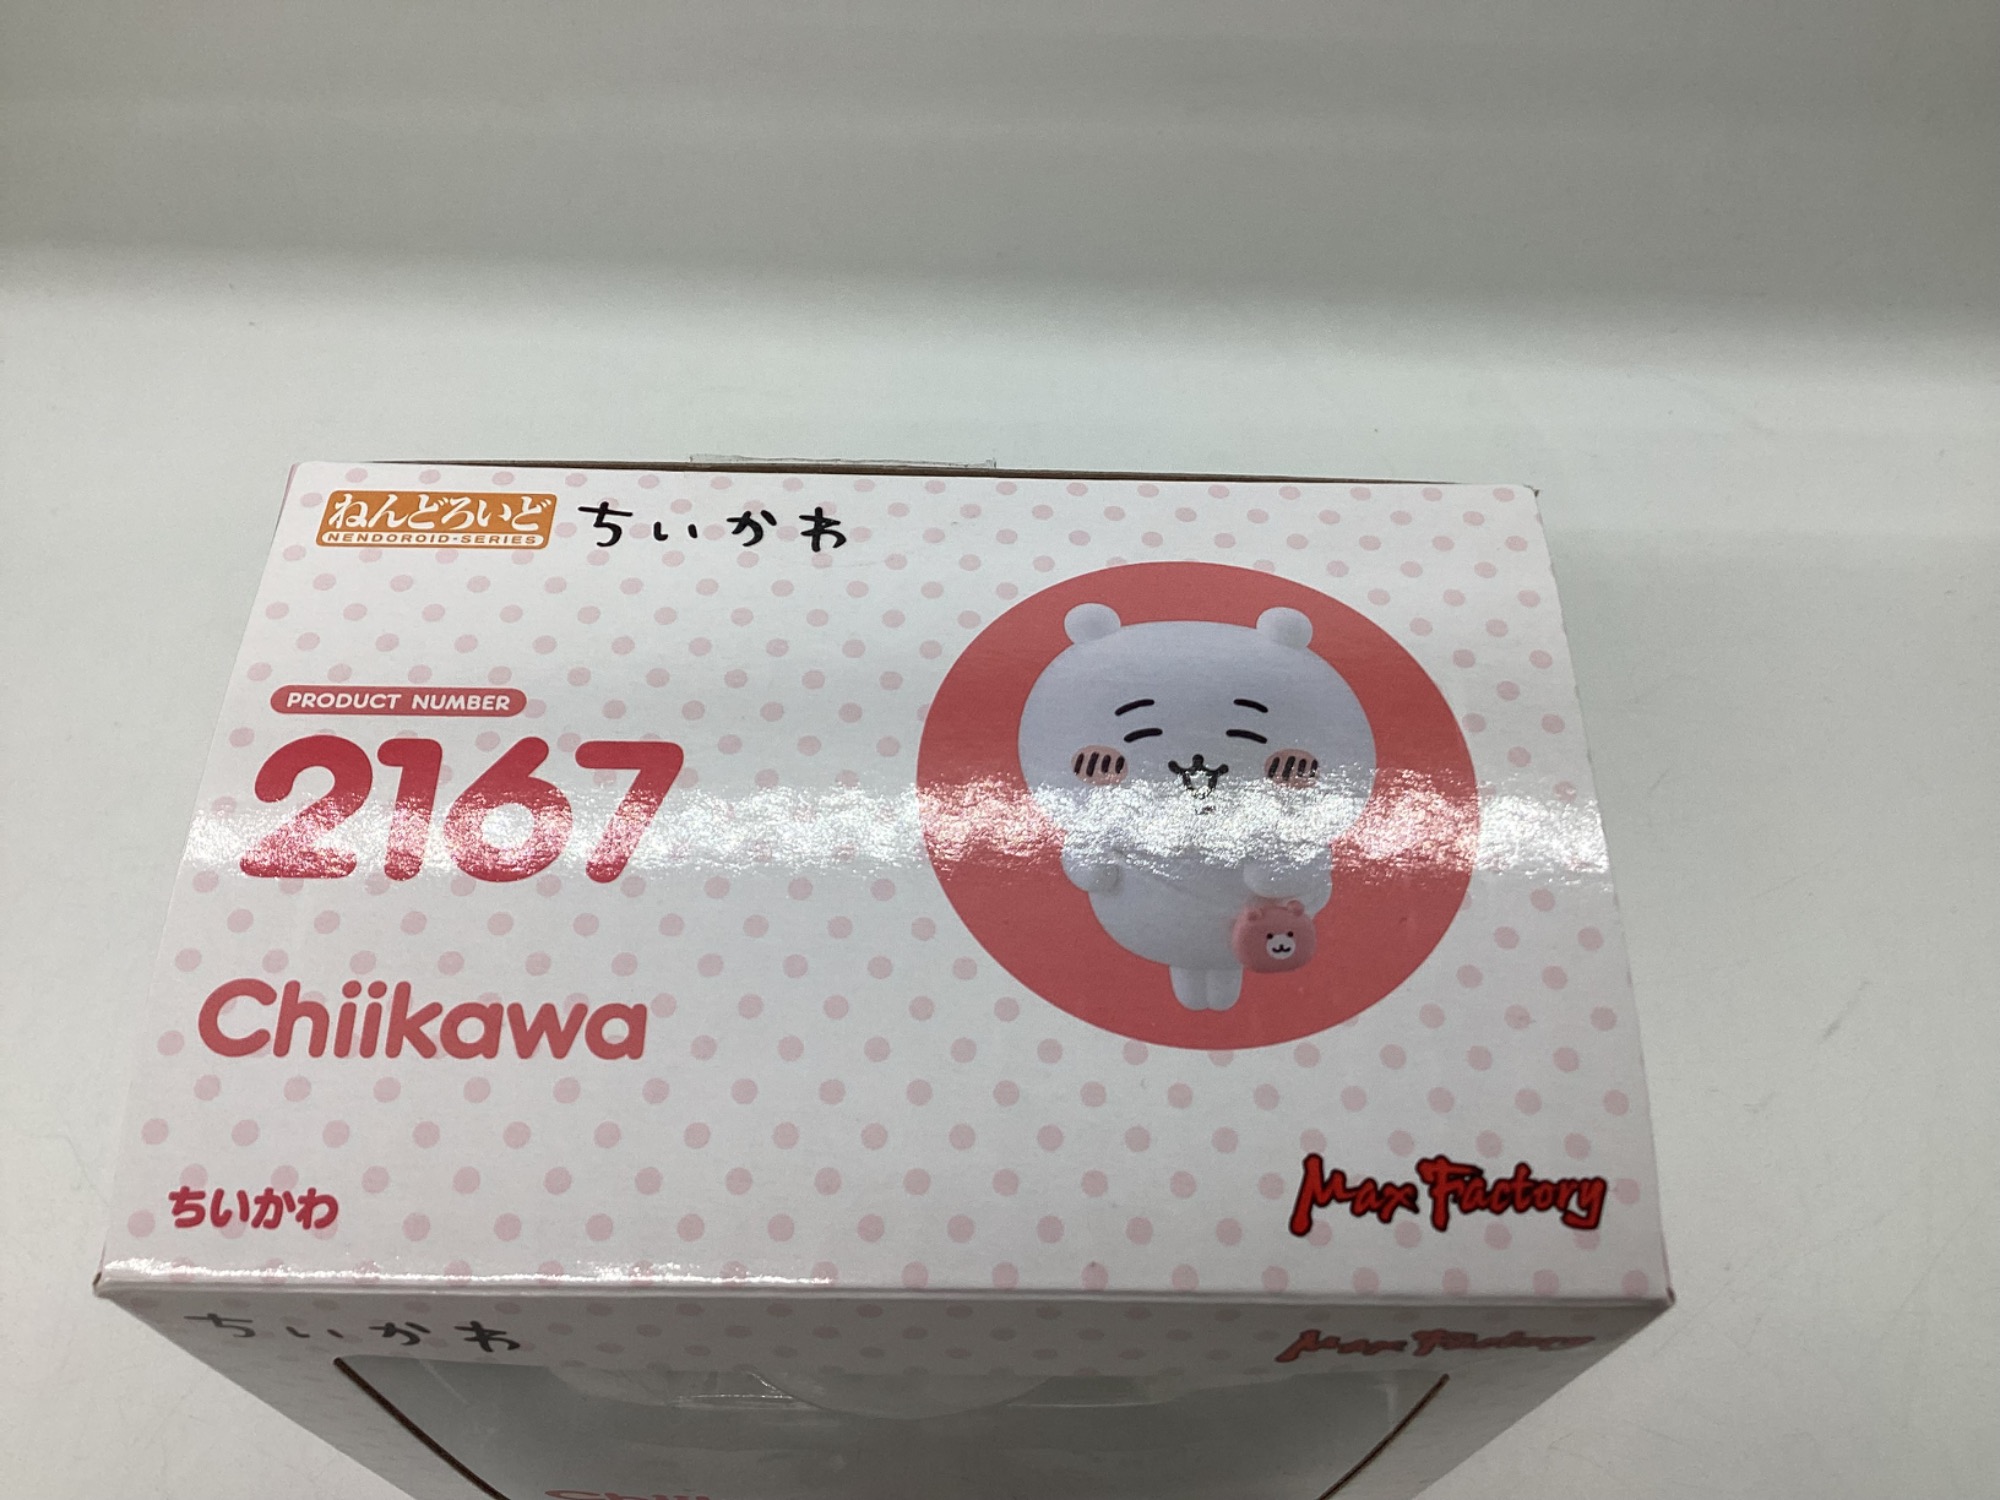 ねんどろいど ちいかわ
NENDOROID-SERIES
PRODUCT NUMBER
2167
Chiikawa
ちいかわ
Max Factory
ちいかわ
Max Factory